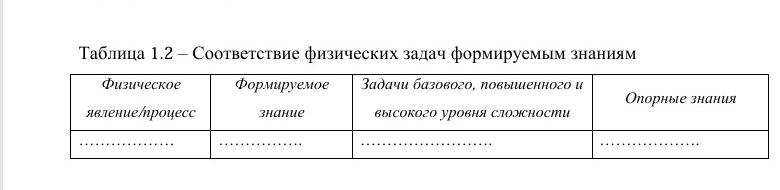 Таблица 1.2 – Соответствие физических задач формируемым знаниям
Физическое явление/процесс
Формируемое знание
Задачи базового, повышенного и высокого уровня сложности
Опорные знания
………………
…………….
…………………….
……………….